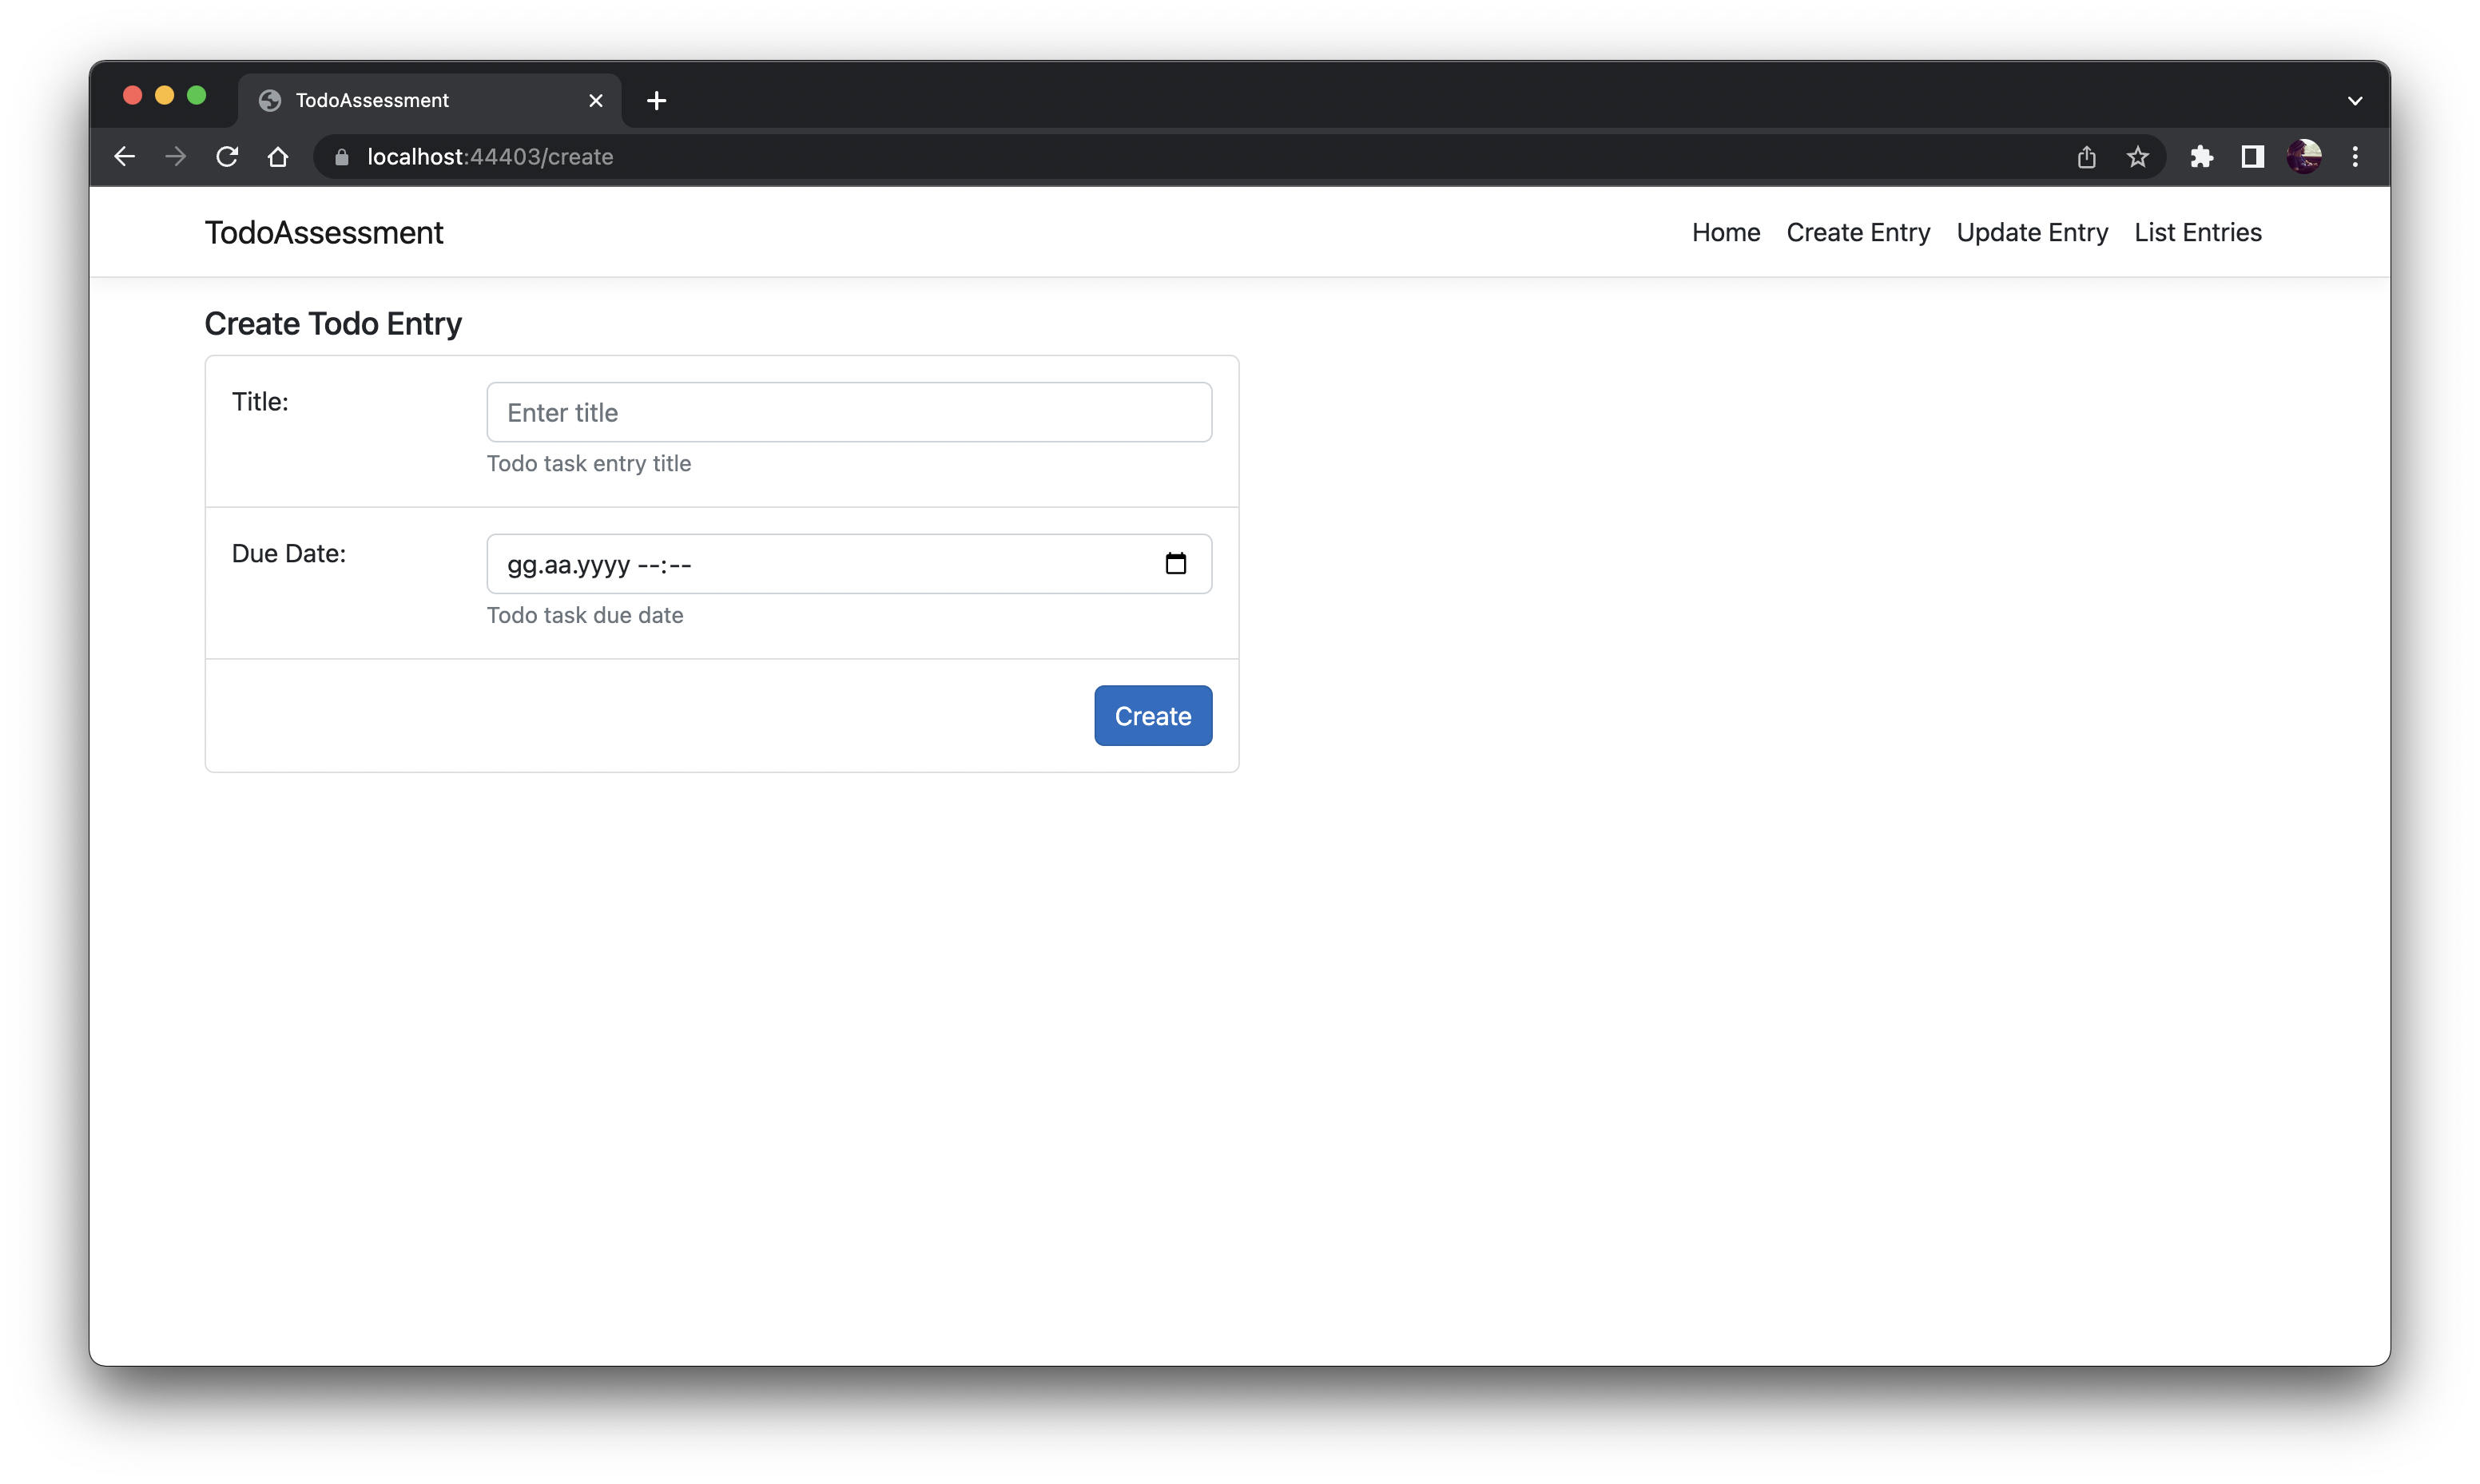 TodoAssessment
localhost:44403/create
TodoAssessment
Home Create Entry Update Entry List Entries
Create Todo Entry
Title:
Enter title
Todo task entry title
Due Date:
gg.aa.yyyy --:--
Todo task due date
Create